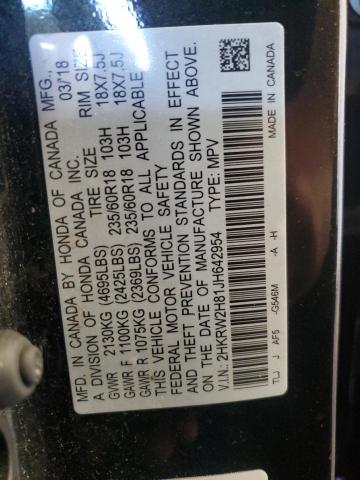 MFD. IN CANADA BY HONDA OF CANADA MFG., 03/18
A DIVISION OF HONDA CANADA INC. TIRE SIZE RIM SIZE
GVWR 2130KG (4695LBS)
GAWR F 1100KG (2425LBS) 235/60R18 103H 18X7.5J
GAWR R 1075KG (2369LBS) 235/60R18 103H 18X7.5J
THIS VEHICLE CONFORMS TO ALL APPLICABLE
FEDERAL MOTOR VEHICLE SAFETY
AND THEFT PREVENTION STANDARDS IN EFFECT
ON THE DATE OF MANUFACTURE SHOWN ABOVE.
V.I.N.: 2HKRW2H81JH642954 TYPE: MPV
TLJ J AF5 -G546M -A -H MADE IN CANADA